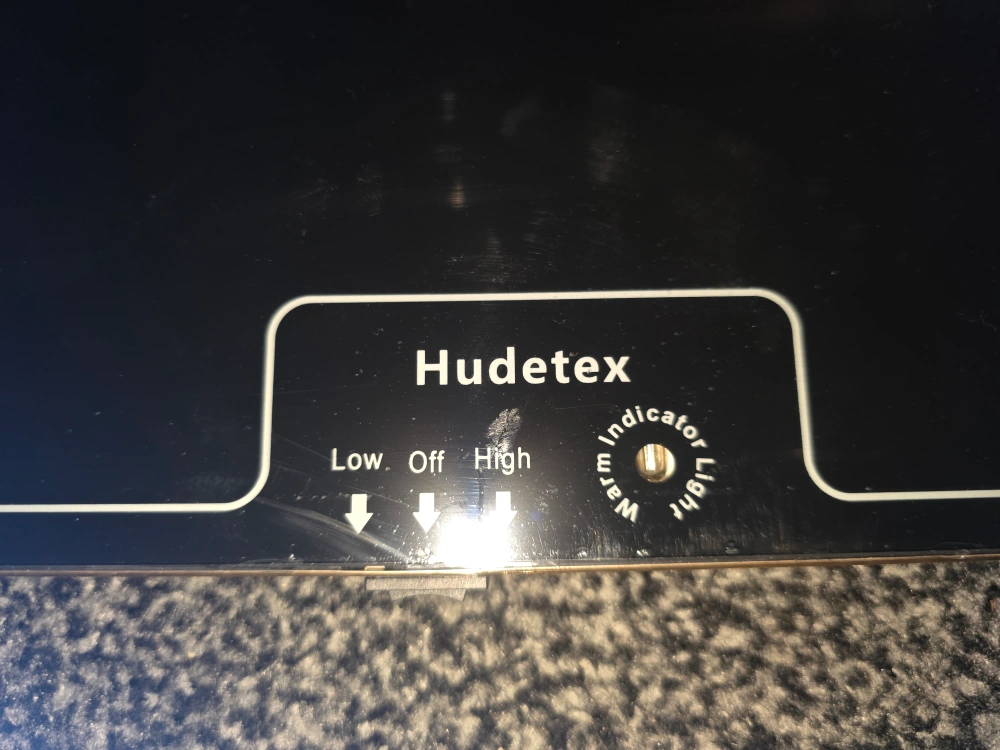 Hudetex
Low Off High
Warm Indicator Light